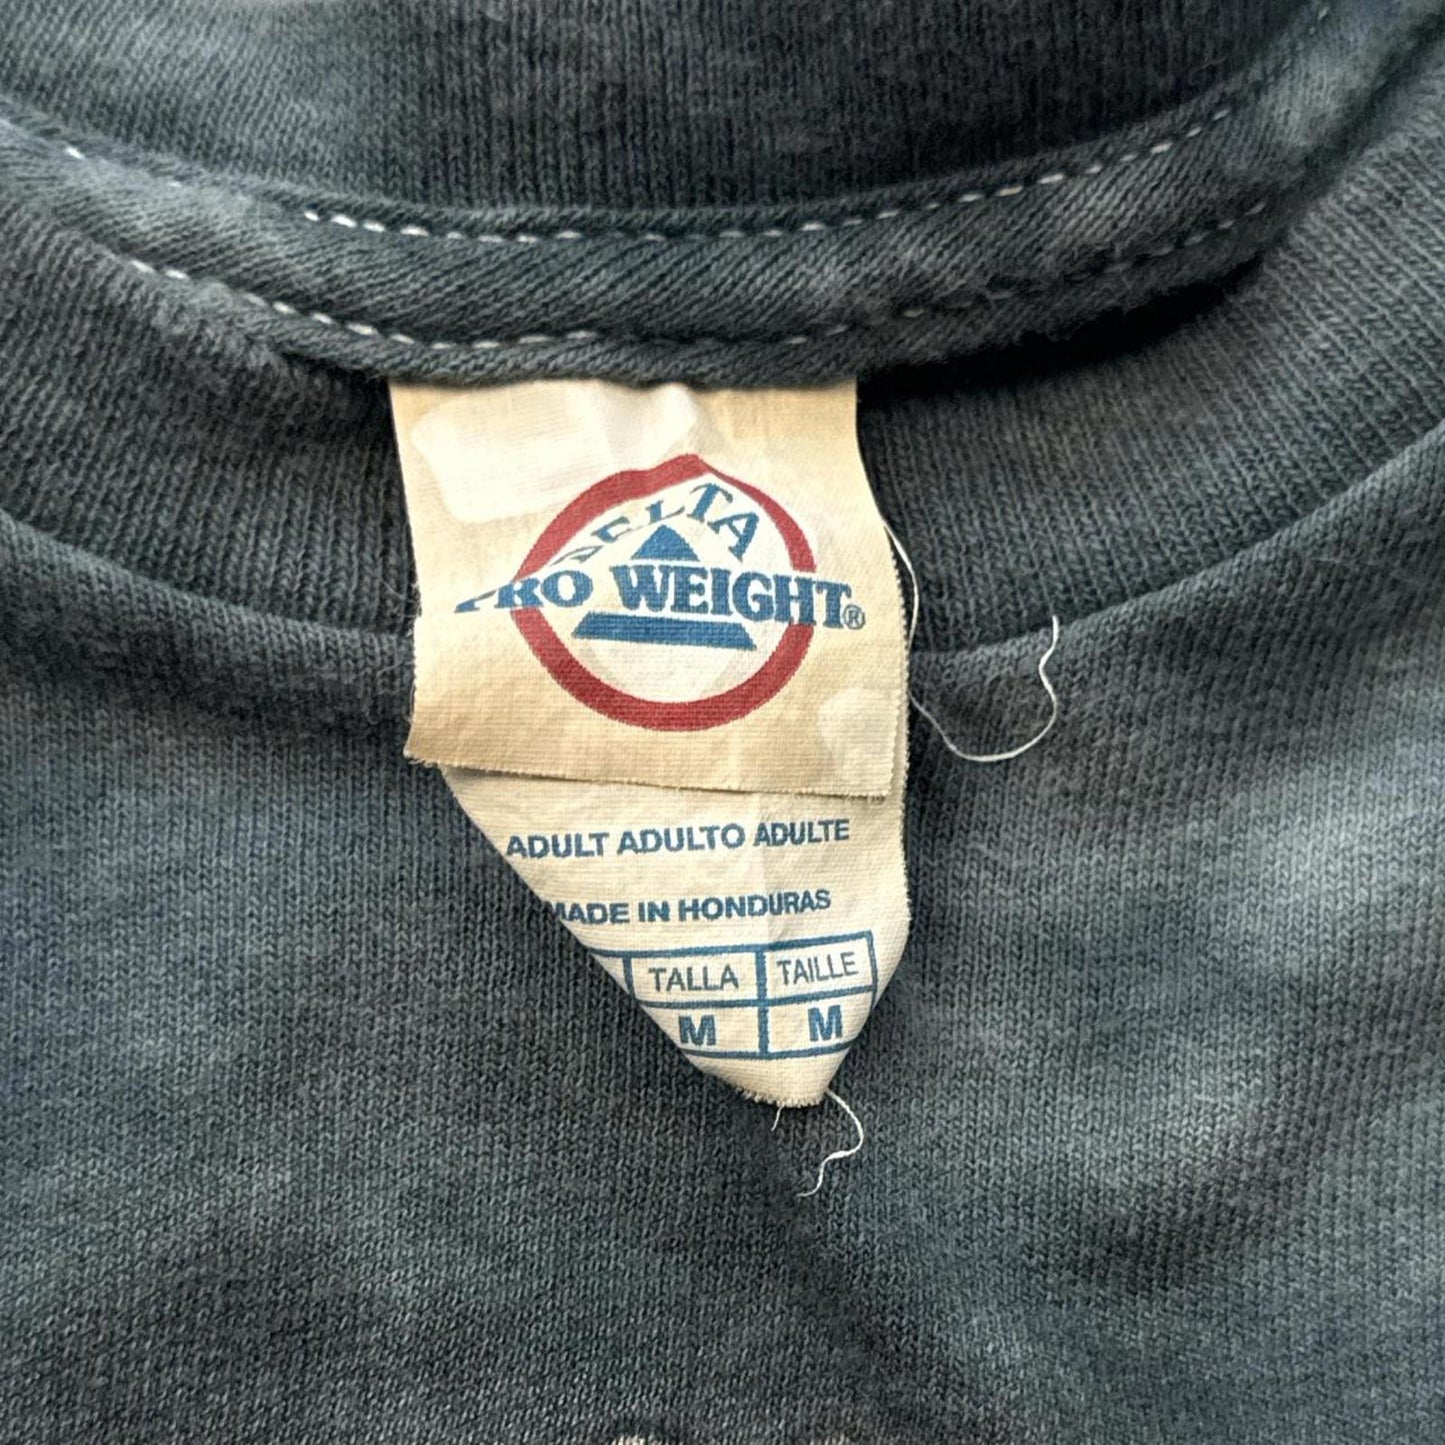 DELTA
PRO WEIGHT®
ADULT ADULTO ADULTE
MADE IN HONDURAS
TALLA TAILLE
M M